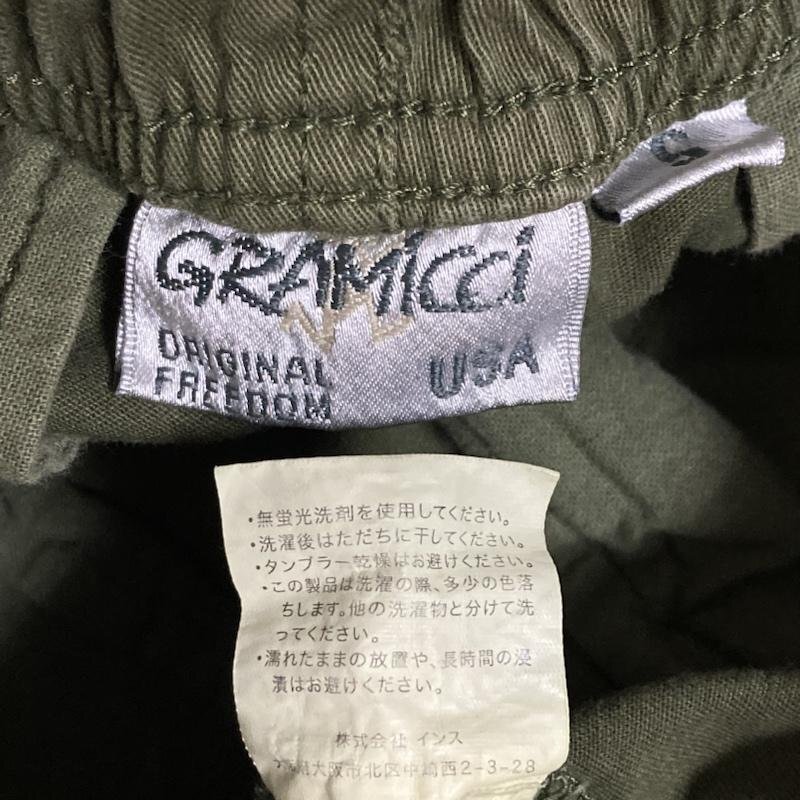 GRAMICCi
ORIGINAL USA
FREEDOM
・無蛍光洗剤を使用してください。
・洗濯後はただちに干してください。
・タンブラー乾燥はお避けください。
・この製品は洗濯の際、多少の色落
ちします。他の洗濯物と分けて洗
ってください。
・濡れたままの放置や、長時間の浸
漬はお避けください。
株式会社 インス
大阪市北区中崎西2-3-28